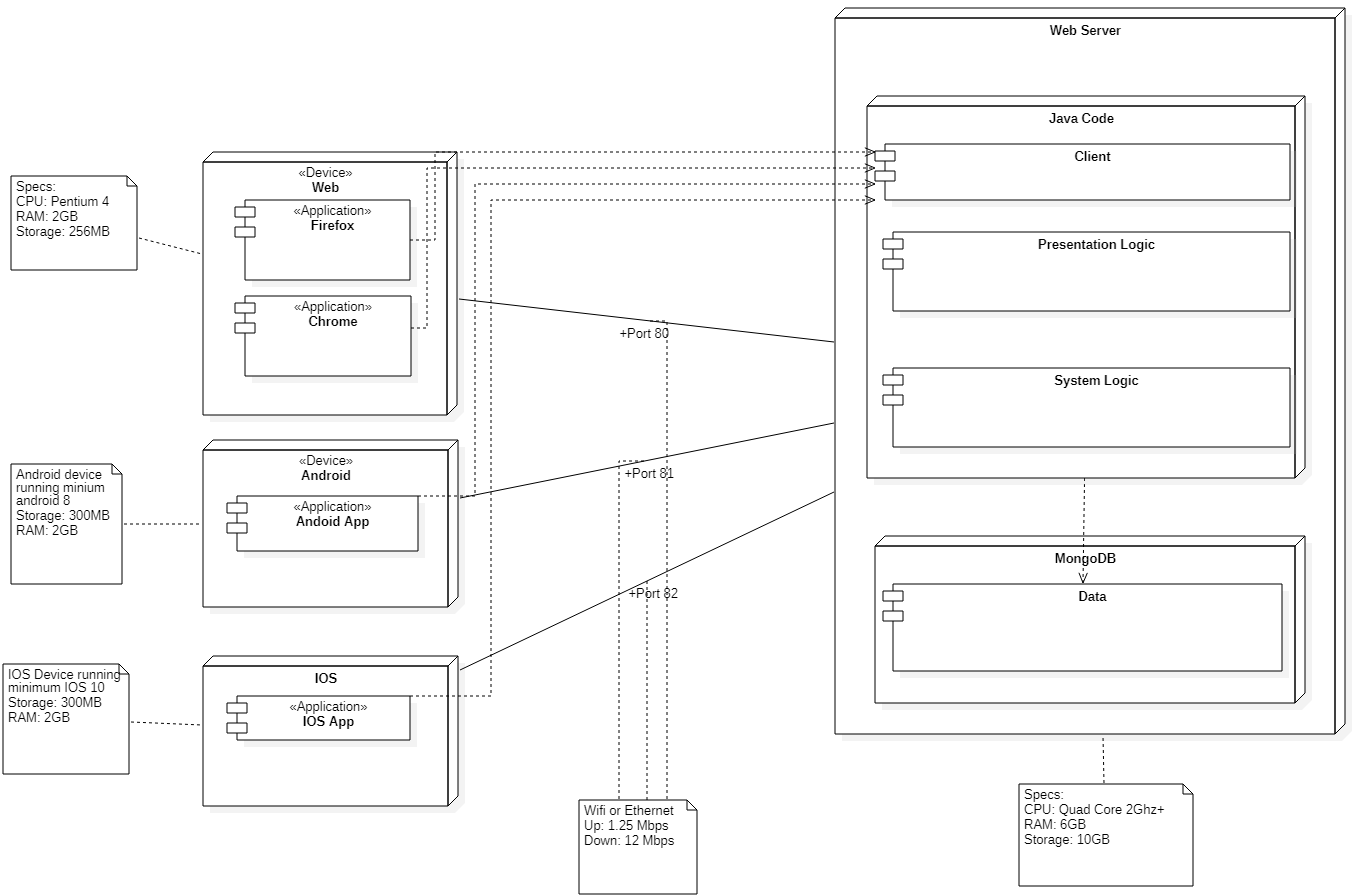 Web Server
Java Code
Client
Presentation Logic
System Logic
MongoDB
Data
Specs:
CPU: Quad Core 2Ghz+
RAM: 6GB
Storage: 10GB
«Device»
Web
«Application»
Firefox
«Application»
Chrome
Specs:
CPU: Pentium 4
RAM: 2GB
Storage: 256MB
+Port 80
«Device»
Android
«Application»
Andoid App
Android device
running minium
android 8
Storage: 300MB
RAM: 2GB
+Port 81
IOS
«Application»
IOS App
IOS Device running
minimum IOS 10
Storage: 300MB
RAM: 2GB
+Port 82
Wifi or Ethernet
Up: 1.25 Mbps
Down: 12 Mbps